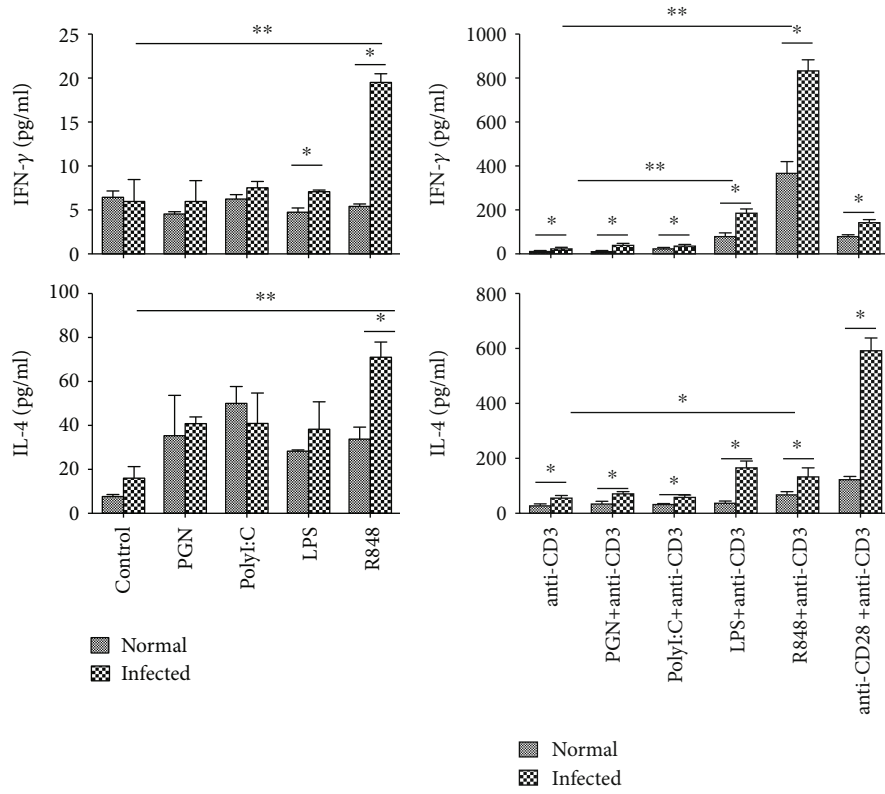 IFN-γ (pg/ml)
25
20
15
10
5
0
**
*
*
IFN-γ (pg/ml)
1000
800
600
400
200
0
**
**
*
*
*
*
*
*
IL-4 (pg/ml)
100
80
60
40
20
0
**
*
Control
PGN
PolyI:C
LPS
R848
Normal
Infected
IL-4 (pg/ml)
800
600
400
200
0
*
*
*
*
*
*
*
anti-CD3
PGN+anti-CD3
PolyI:C+anti-CD3
LPS+anti-CD3
R848+anti-CD3
anti-CD28 +anti-CD3
Normal
Infected